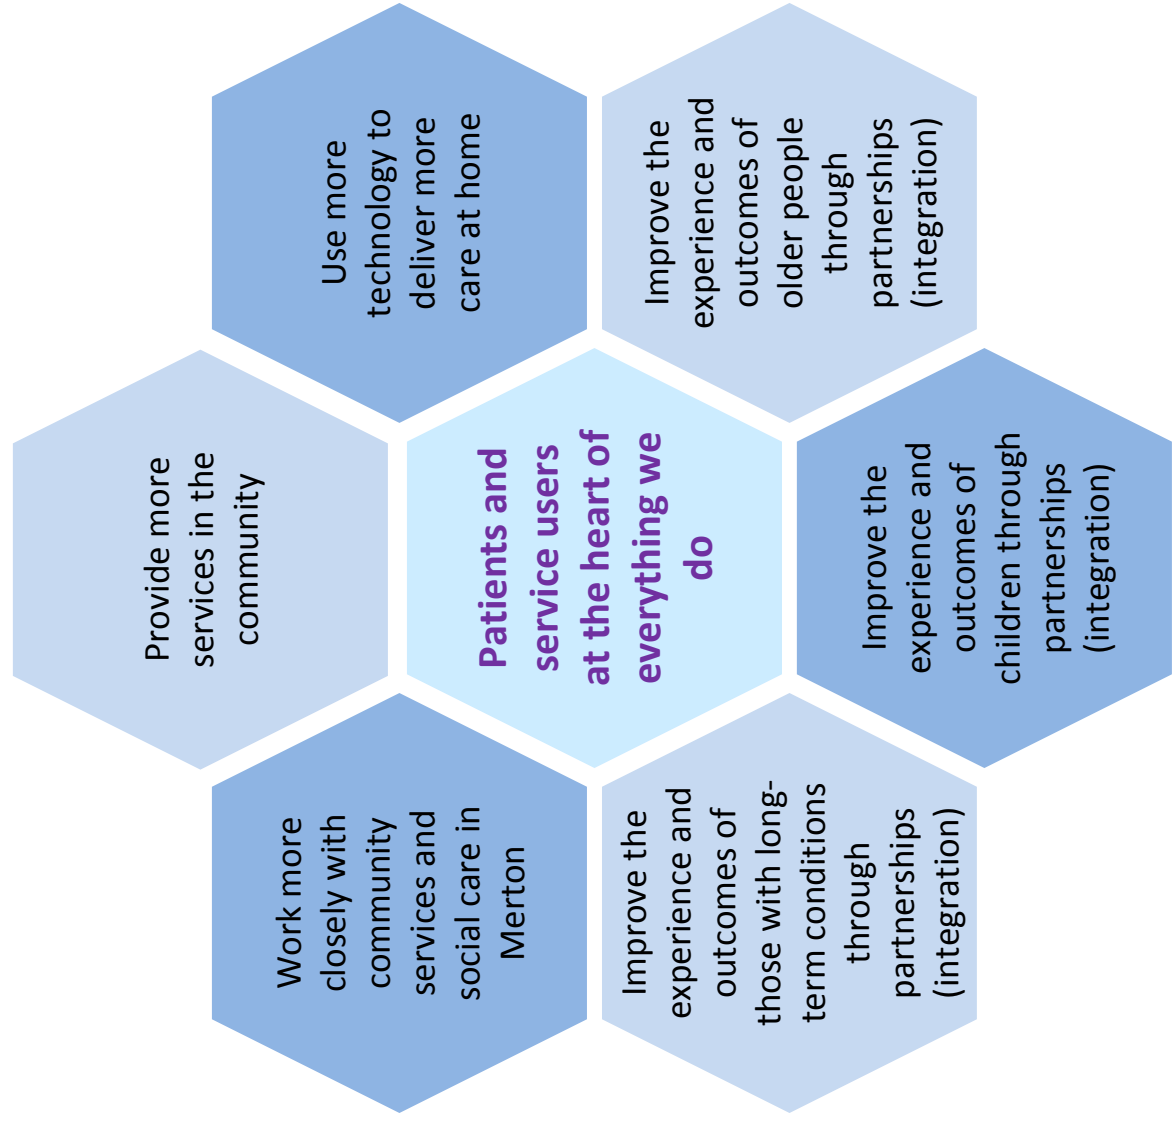 Provide more
services in the
community
Work more
closely with
community
services and
social care in
Merton
Use more
technology to
deliver more
care at home
Patients and
service users
at the heart of
everything we
do
Improve the
experience and
outcomes of
those with long-
term conditions
through
partnerships
(integration)
Improve the
experience and
outcomes of
older people
through
partnerships
(integration)
Improve the
experience and
outcomes of
children through
partnerships
(integration)